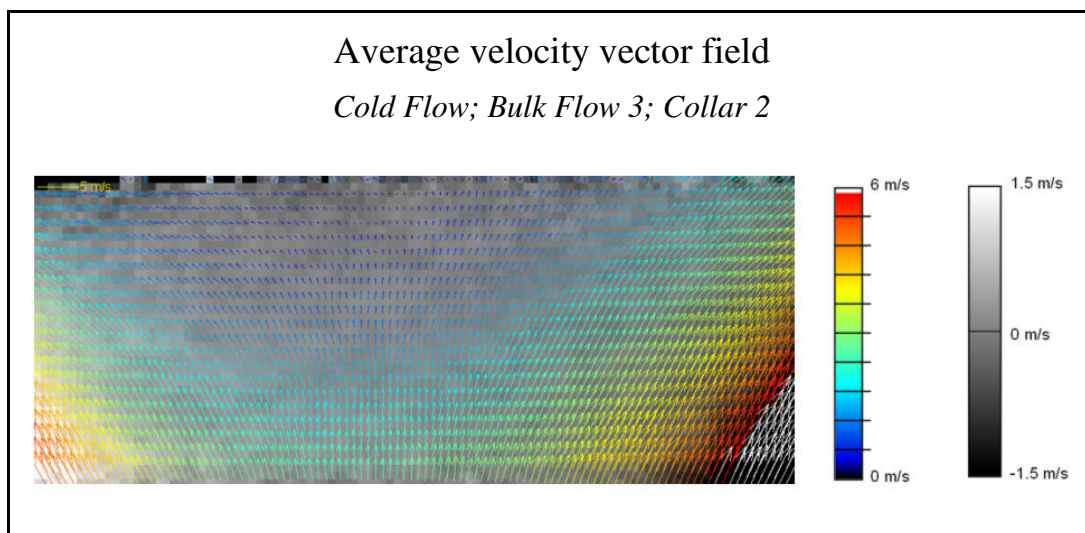 Average velocity vector field
Cold Flow; Bulk Flow 3; Collar 2
5 m/s
6 m/s
0 m/s
1.5 m/s
0 m/s
-1.5 m/s